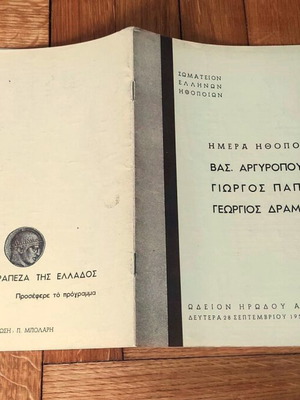 ΣΩΜΑΤΕΙΟΝ
ΕΛΛΗΝΩΝ
ΗΘΟΠΟΙΩΝ
ΗΜΕΡΑ ΗΘΟΠΟ
ΒΑΣ. ΑΡΓΥΡΟΠΟΥ
ΓΙΩΡΓΟΣ ΠΑΠ
ΓΕΩΡΓΙΟΣ ΔΡΑΜ
ΩΔΕΙΟΝ ΗΡΩΔΟΥ Α
ΔΕΥΤΕΡΑ 28 ΣΕΠΤΕΜΒΡΙΟΥ 195
ΡΑΠΕΖΑ ΤΗΣ ΕΛΛΑΔΟΣ
Προσέφερε τό πρόγραμμα
ΩΣΗ: Π. ΜΠΟΛΑΡΗ